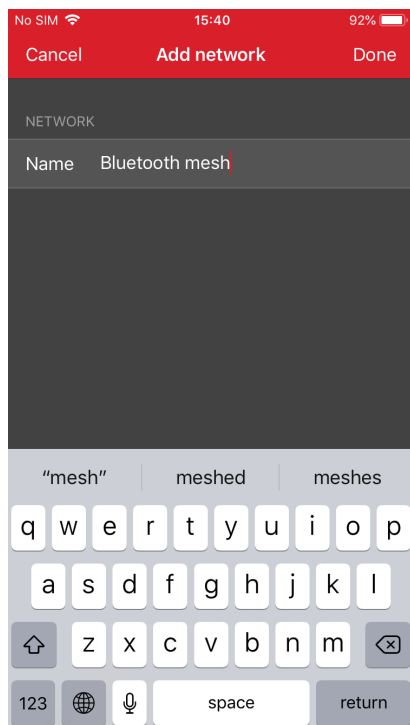 No SIM 15:40 92%
Cancel Add network Done
NETWORK
Name Bluetooth mesh
“mesh” meshed meshes
q w e r t y u i o p
a s d f g h j k l
z x c v b n m
123 space return